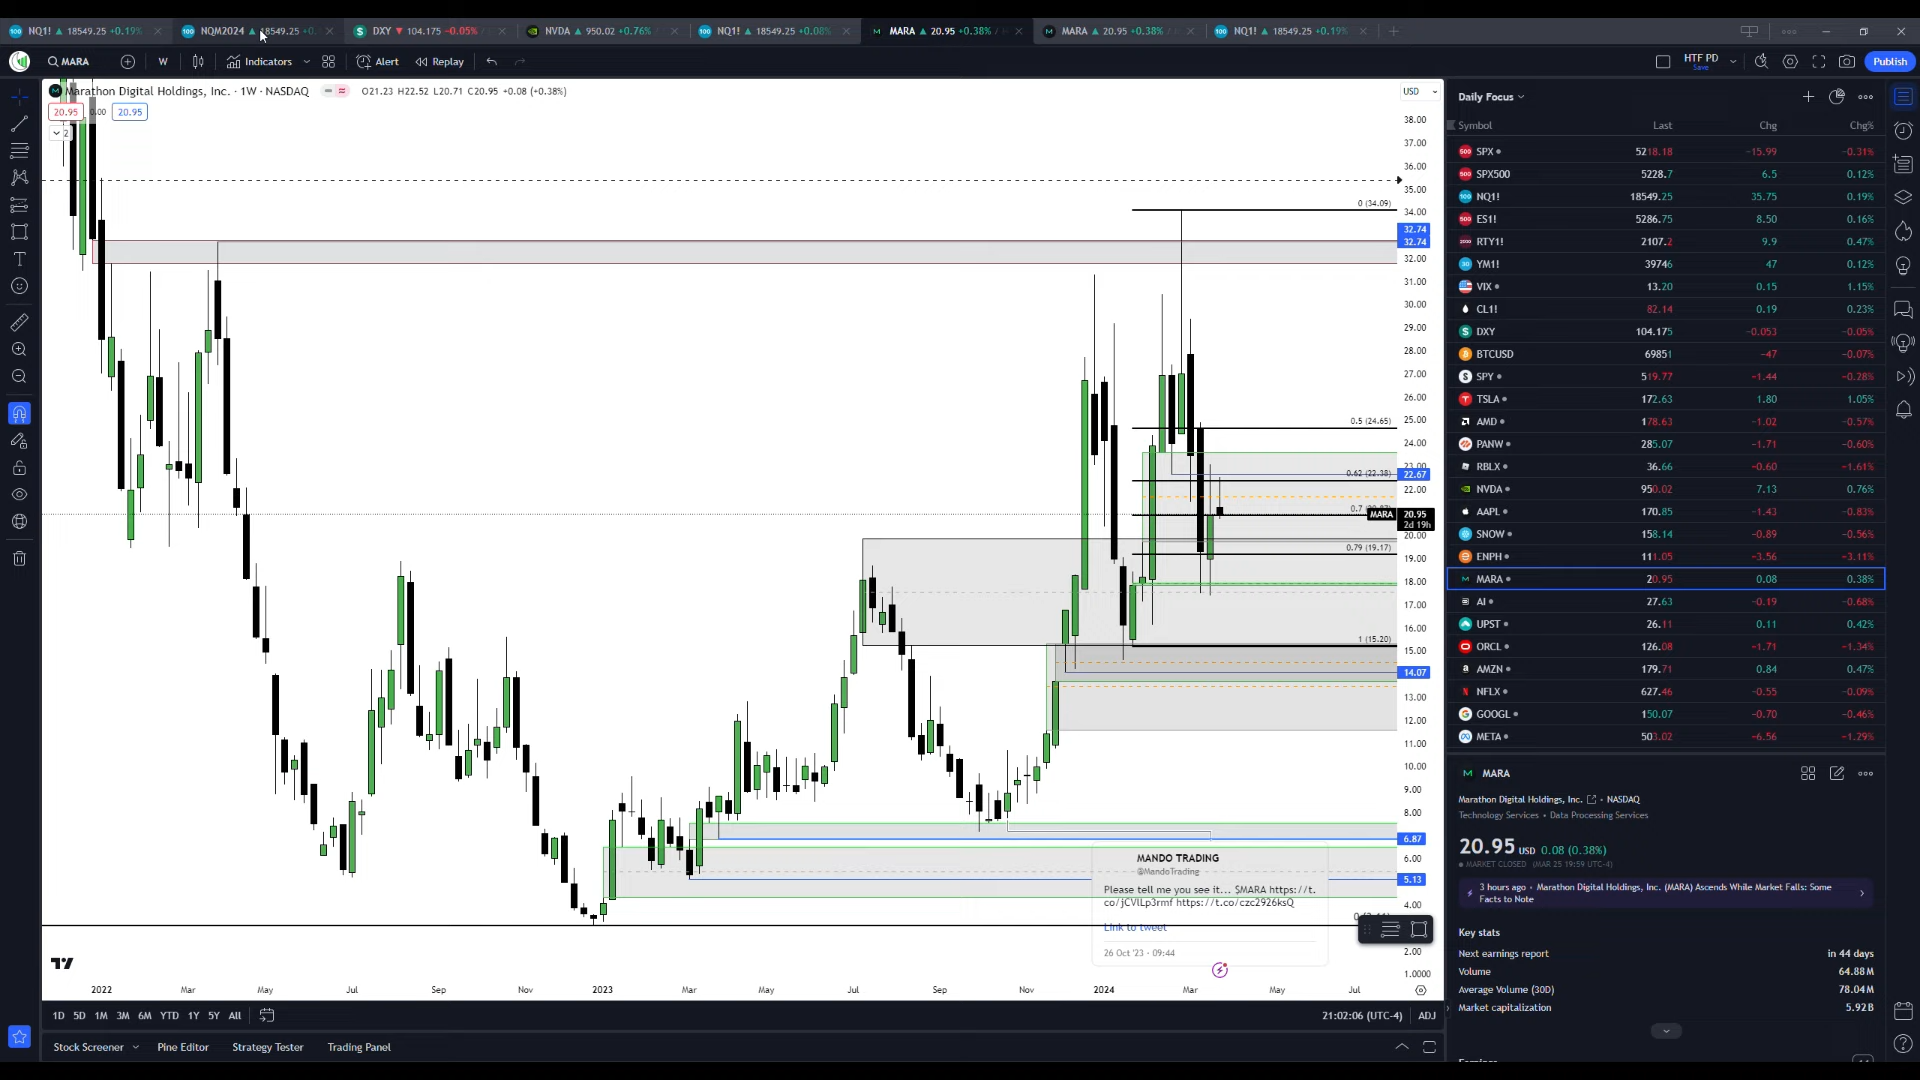 NQ1! ▲ 18549.25 +0.19%
NQM2024 ▲ 18549.25 +0.
DXY ▼ 104.175 −0.05%
NVDA ▲ 950.02 +0.76%
NQ1! ▲ 18549.25 +0.08%
MARA ▲ 20.95 +0.38%
MARA ▲ 20.95 +0.38%
NQ1! ▲ 18549.25 +0.19%
MARA
W
Indicators
Alert
Replay
HTF PD
Save
Publish
Marathon Digital Holdings, Inc. · 1W · NASDAQ
O21.23 H22.52 L20.71 C20.95 +0.08 (+0.38%)
20.95
0.00
20.95
2
USD
38.00
37.00
36.00
35.00
34.00
32.74
32.74
32.00
31.00
30.00
29.00
28.00
27.00
26.00
25.00
24.00
23.00
22.67
22.00
MARA 20.95
2d 19h
20.00
19.00
18.00
17.00
16.00
15.00
14.07
13.00
12.00
11.00
10.00
9.00
8.00
6.87
6.00
5.13
4.00
2.00
1.0000
0 (34.09)
0.5 (24.65)
0.62 (22.38)
0.79 (19.17)
1 (15.20)
MANDO TRADING
@MandoTrading
Please tell me you see it... $MARA https://t.
co/jCVlLp3rmf https://t.co/czc2926ksQ
Link to tweet
26 Oct '23 - 09:44
2022 Mar May Jul Sep Nov 2023 Mar May Jul Sep Nov 2024 Mar May Jul
1D 5D 1M 3M 6M YTD 1Y 5Y All
21:02:06 (UTC-4) ADJ
Stock Screener
Pine Editor
Strategy Tester
Trading Panel
Daily Focus
Symbol Last Chg Chg%
SPX 5218.18 −15.99 −0.31%
SPX500 5228.7 6.5 0.12%
NQ1! 18549.25 35.75 0.19%
ES1! 5286.75 8.50 0.16%
RTY1! 2107.2 9.9 0.47%
YM1! 39746 47 0.12%
VIX 13.20 0.15 1.15%
CL1! 82.14 0.19 0.23%
DXY 104.175 −0.053 −0.05%
BTCUSD 69851 −47 −0.07%
SPY 519.77 −1.44 −0.28%
TSLA 172.63 1.80 1.05%
AMD 178.63 −1.02 −0.57%
PANW 285.07 −1.71 −0.60%
RBLX 36.66 −0.60 −1.61%
NVDA 950.02 7.13 0.76%
AAPL 170.85 −1.43 −0.83%
SNOW 158.14 −0.89 −0.56%
ENPH 111.05 −3.56 −3.11%
MARA 20.95 0.08 0.38%
AI 27.63 −0.19 −0.68%
UPST 26.11 0.11 0.42%
ORCL 126.08 −1.71 −1.34%
AMZN 179.71 0.84 0.47%
NFLX 627.46 −0.55 −0.09%
GOOGL 150.07 −0.70 −0.46%
META 503.02 −6.56 −1.29%
MARA
Marathon Digital Holdings, Inc. • NASDAQ
Technology Services • Data Processing Services
20.95 USD 0.08 (0.38%)
MARKET CLOSED (MAR 25 19:59 UTC-4)
3 hours ago • Marathon Digital Holdings, Inc. (MARA) Ascends While Market Falls: Some
Facts to Note
Key stats
Next earnings report in 44 days
Volume 64.88M
Average Volume (30D) 78.04M
Market capitalization 5.92B